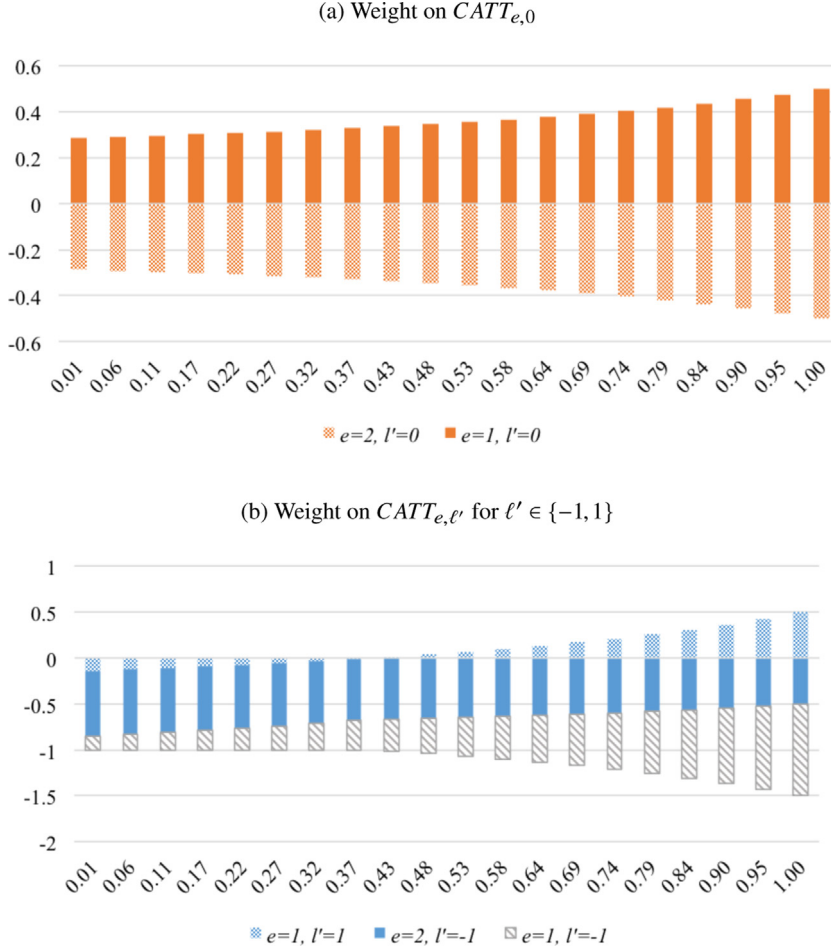 (a) Weight on CATTe,0
0.6
0.4
0.2
0
-0.2
-0.4
-0.6
0.01 0.06 0.11 0.17 0.22 0.27 0.32 0.37 0.43 0.48 0.53 0.58 0.64 0.69 0.74 0.79 0.84 0.90 0.95 1.00
e=2, l'=0 e=1, l'=0
(b) Weight on CATTe,ℓ′ for ℓ′ ∈ {−1, 1}
1
0.5
0
-0.5
-1
-1.5
-2
0.01 0.06 0.11 0.17 0.22 0.27 0.32 0.37 0.43 0.48 0.53 0.58 0.64 0.69 0.74 0.79 0.84 0.90 0.95 1.00
e=1, l'=1 e=2, l'=-1 e=1, l'=-1